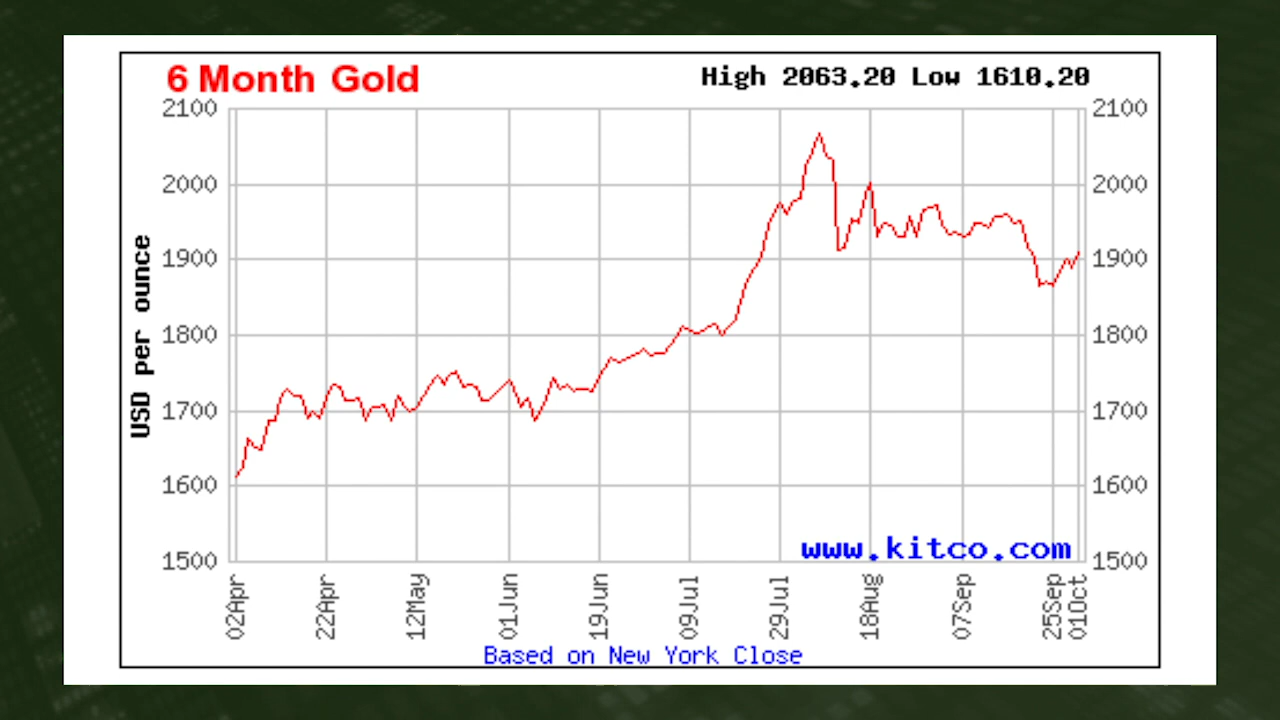 6 Month Gold
High 2063.20 Low 1610.20
2100 2100
2000 2000
1900 1900
1800 1800
1700 1700
1600 1600
1500 1500
USD per ounce
www.kitco.com
02Apr 22Apr 12May 01Jun 19Jun 09Jul 29Jul 18Aug 07Sep 25Sep 01Oct
Based on New York Close